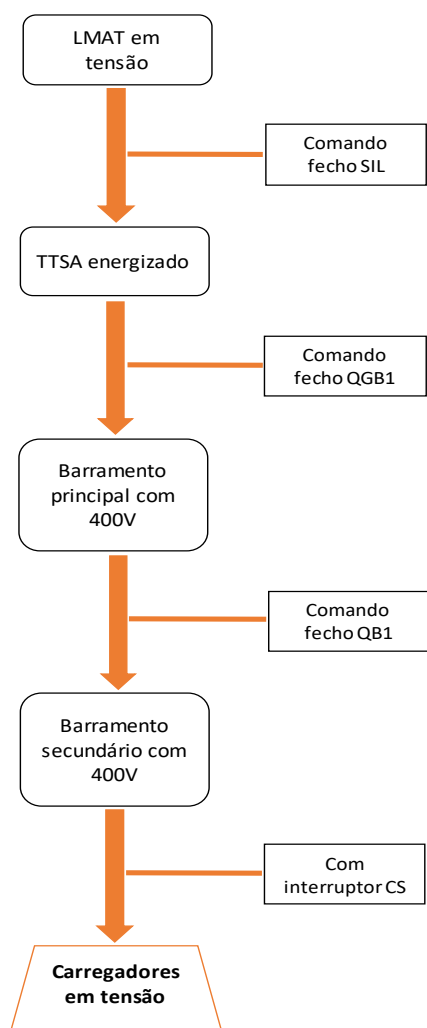 LMAT em
tensão
Comando
fecho SIL
TTSA energizado
Comando
fecho QGB1
Barramento
principal com
400V
Comando
fecho QB1
Barramento
secundário com
400V
Com
interruptor CS
Carregadores
em tensão